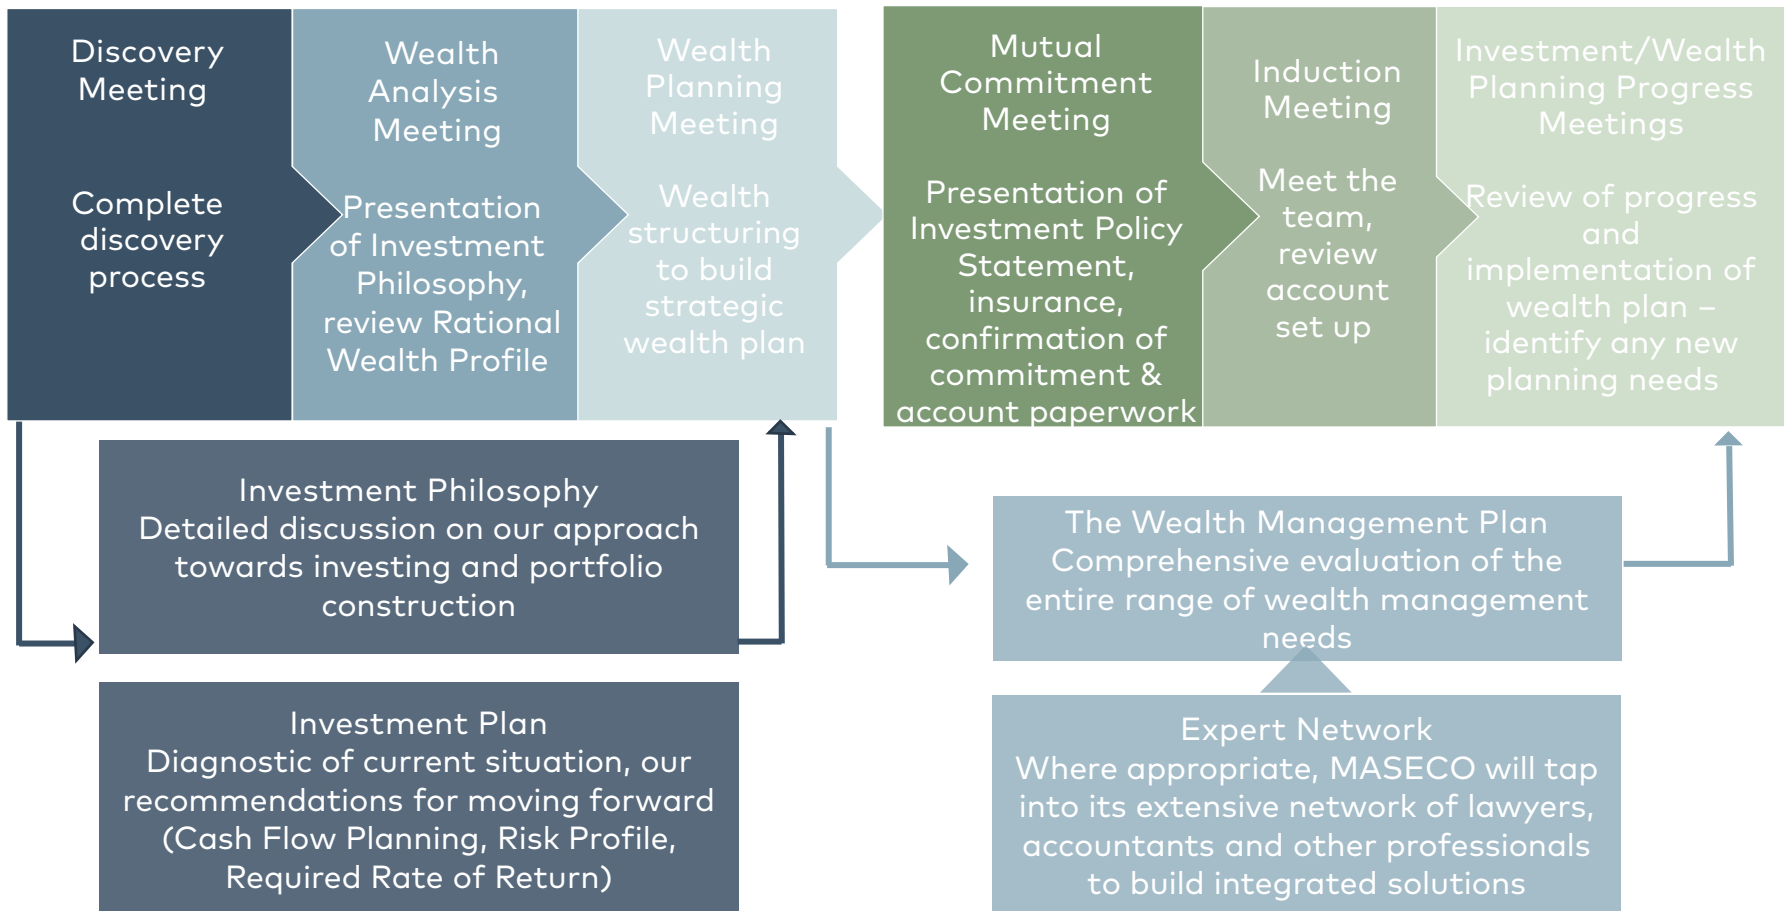 Discovery
Meeting
Complete
discovery
process
Wealth
Analysis
Meeting
Presentation
of Investment
Philosophy,
review Rational
Wealth Profile
Wealth
Planning
Meeting
Wealth
structuring
to build
strategic
wealth plan
Mutual
Commitment
Meeting
Presentation of
Investment Policy
Statement,
insurance,
confirmation of
commitment &
account paperwork
Induction
Meeting
Meet the
team,
review
account
set up
Investment/Wealth
Planning Progress
Meetings
Review of progress
and
implementation of
wealth plan –
identify any new
planning needs
Investment Philosophy
Detailed discussion on our approach
towards investing and portfolio
construction
Investment Plan
Diagnostic of current situation, our
recommendations for moving forward
(Cash Flow Planning, Risk Profile,
Required Rate of Return)
The Wealth Management Plan
Comprehensive evaluation of the
entire range of wealth management
needs
Expert Network
Where appropriate, MASECO will tap
into its extensive network of lawyers,
accountants and other professionals
to build integrated solutions